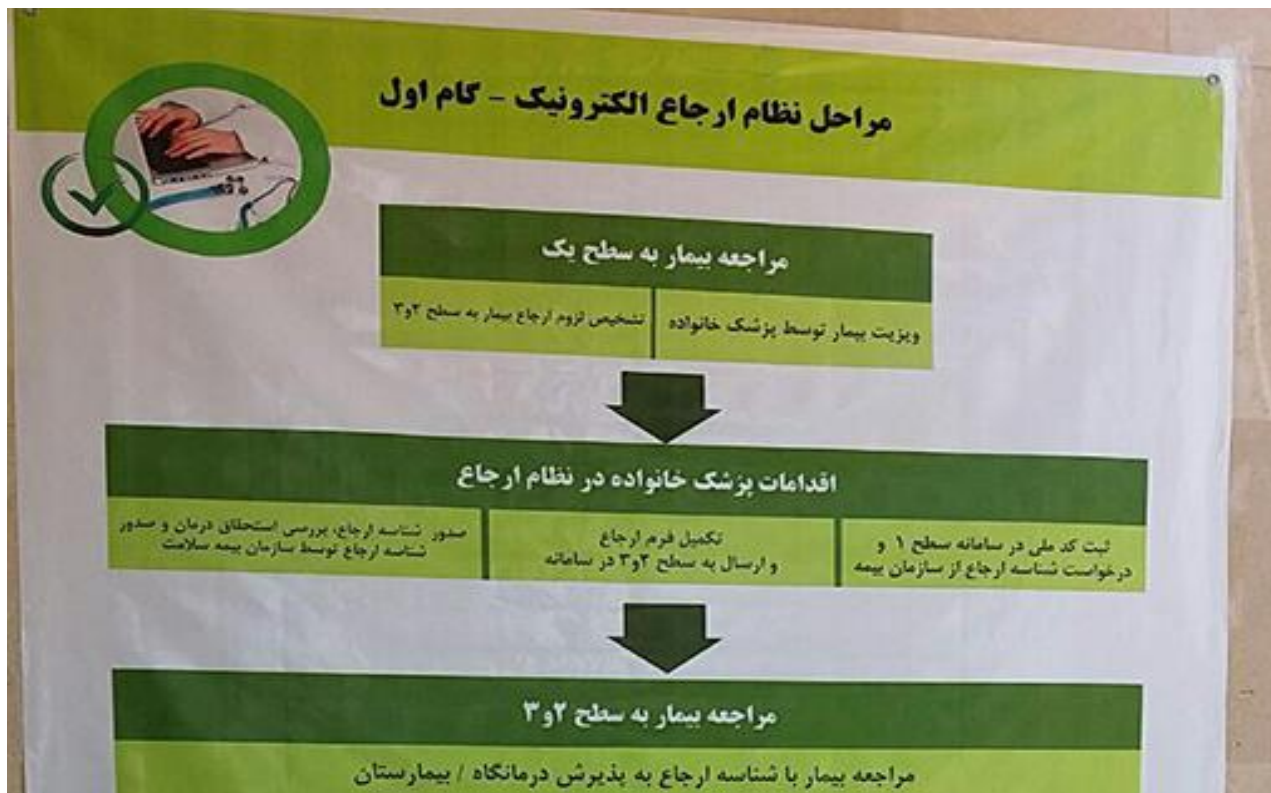 مراحل نظام ارجاع الکترونیک - گام اول
مراجعه بیمار به سطح یک
ویزیت بیمار توسط پزشک خانواده
تشخیص لزوم ارجاع بیمار به سطح ۲و۳
اقدامات پزشک خانواده در نظام ارجاع
ثبت کد ملی در سامانه سطح ۱ و
درخواست شناسه ارجاع از سازمان بیمه
تکمیل فرم ارجاع
و ارسال به سطح ۲و۳ در سامانه
صدور شناسه ارجاع، بررسی استحقاق درمان و صدور
شناسه ارجاع توسط سازمان بیمه سلامت
مراجعه بیمار به سطح ۲و۳
مراجعه بیمار با شناسه ارجاع به پذیرش درمانگاه / بیمارستان